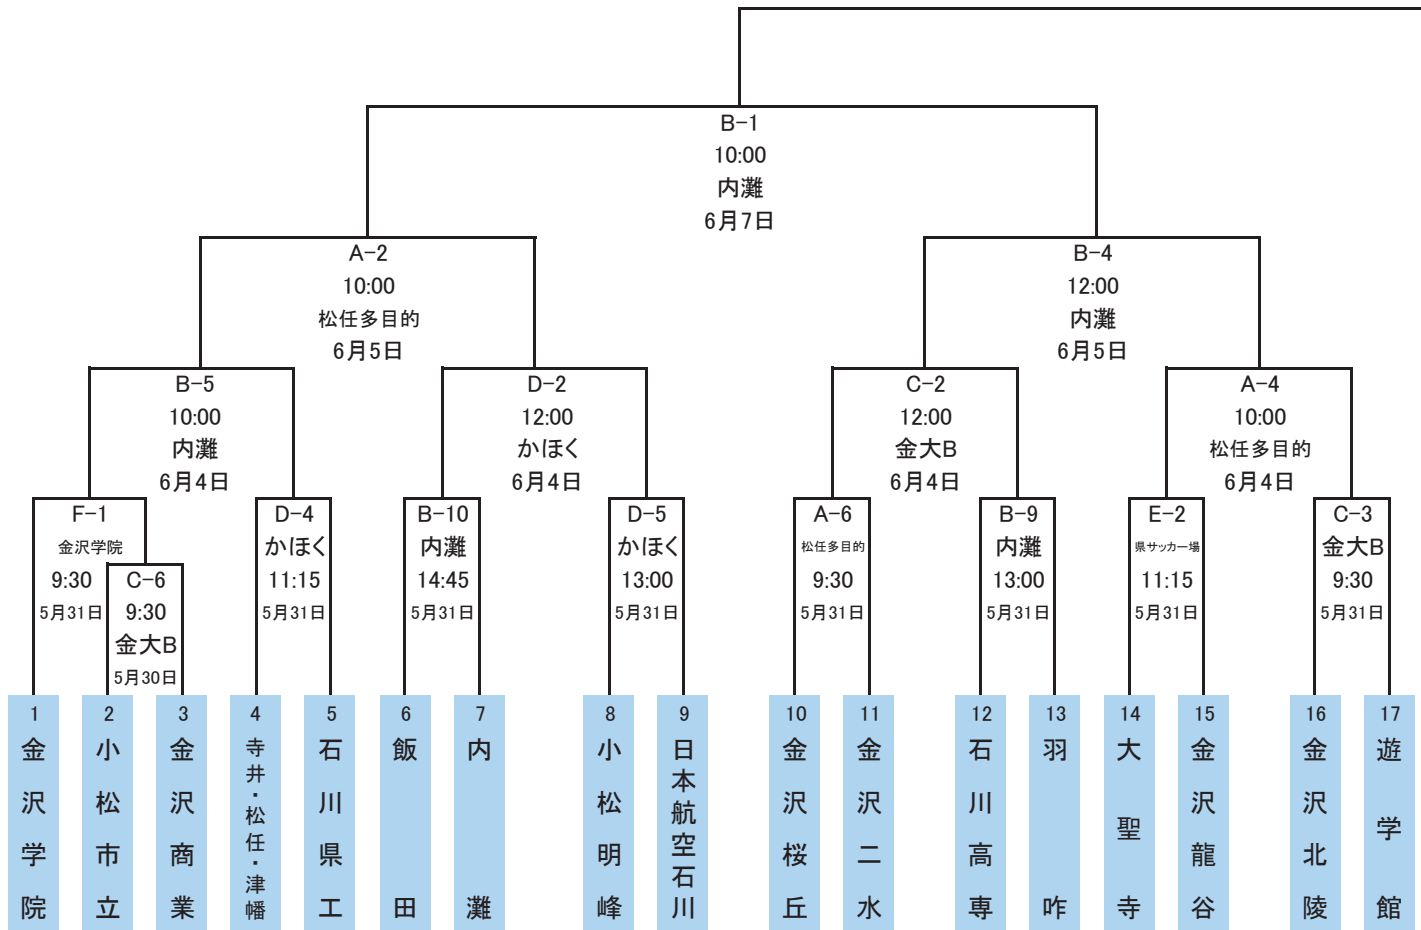 B-1
10:00
内灘
6月7日
A-2
10:00
松任多目的
6月5日
B-4
12:00
内灘
6月5日
B-5
10:00
内灘
6月4日
D-2
12:00
かほく
6月4日
C-2
12:00
金大B
6月4日
A-4
10:00
松任多目的
6月4日
F-1
金沢学院
9:30
5月31日
C-6
9:30
金大B
5月30日
D-4
かほく
11:15
5月31日
B-10
内灘
14:45
5月31日
D-5
かほく
13:00
5月31日
A-6
松任多目的
9:30
5月31日
B-9
内灘
13:00
5月31日
E-2
県サッカー場
11:15
5月31日
C-3
金大B
9:30
5月31日
1
金沢学院
2
小松市立
3
金沢商業
4
寺井・松任・津幡
5
石川県工
6
飯田
7
内灘
8
小松明峰
9
日本航空石川
10
金沢桜丘
11
金沢二水
12
石川高専
13
羽咋
14
大聖寺
15
金沢龍谷
16
金沢北陵
17
遊学館